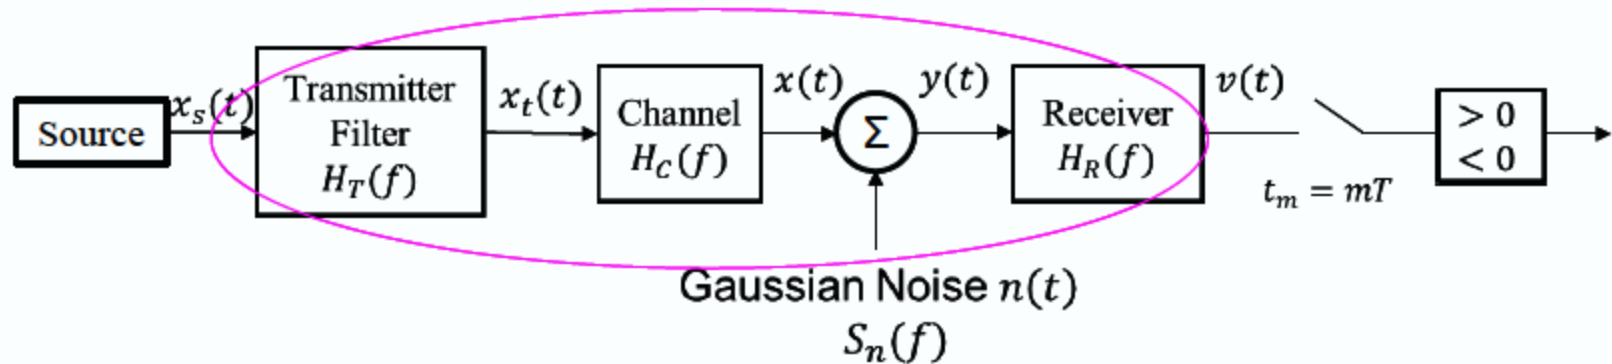 Source
x_s(t)
Transmitter
Filter
H_T(f)
x_t(t)
Channel
H_C(f)
x(t)
Σ
y(t)
Receiver
H_R(f)
v(t)
t_m = mT
> 0
< 0
Gaussian Noise n(t)
S_n(f)